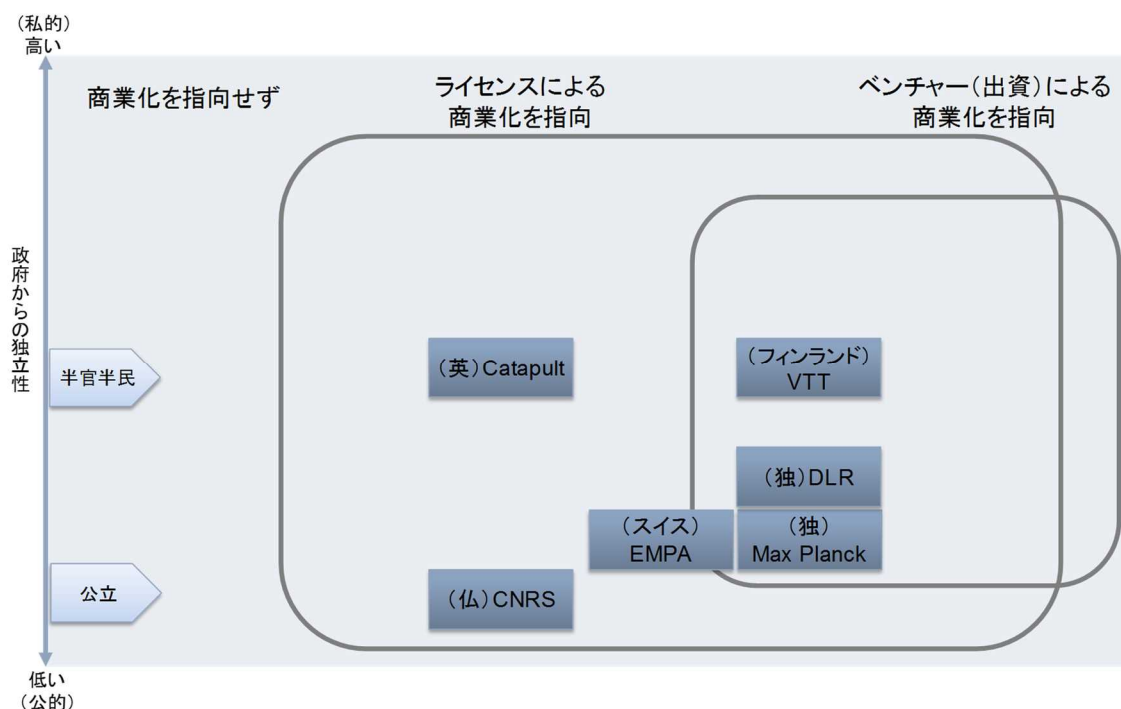 （私的）
高い
商業化を指向せず
ライセンスによる
商業化を指向
ベンチャー（出資）による
商業化を指向
政府からの独立性
半官半民
（英）Catapult
（フィンランド）
VTT
（独）DLR
（スイス）
EMPA
（独）
Max Planck
公立
（仏）CNRS
低い
（公的）